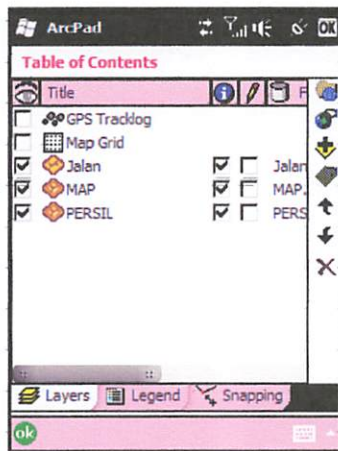 ArcPad OK
Table of Contents
Title F
GPS Tracklog
Map Grid
Jalan Jalan
MAP MAP.
PERSIL PERS
Layers Legend Snapping
ok